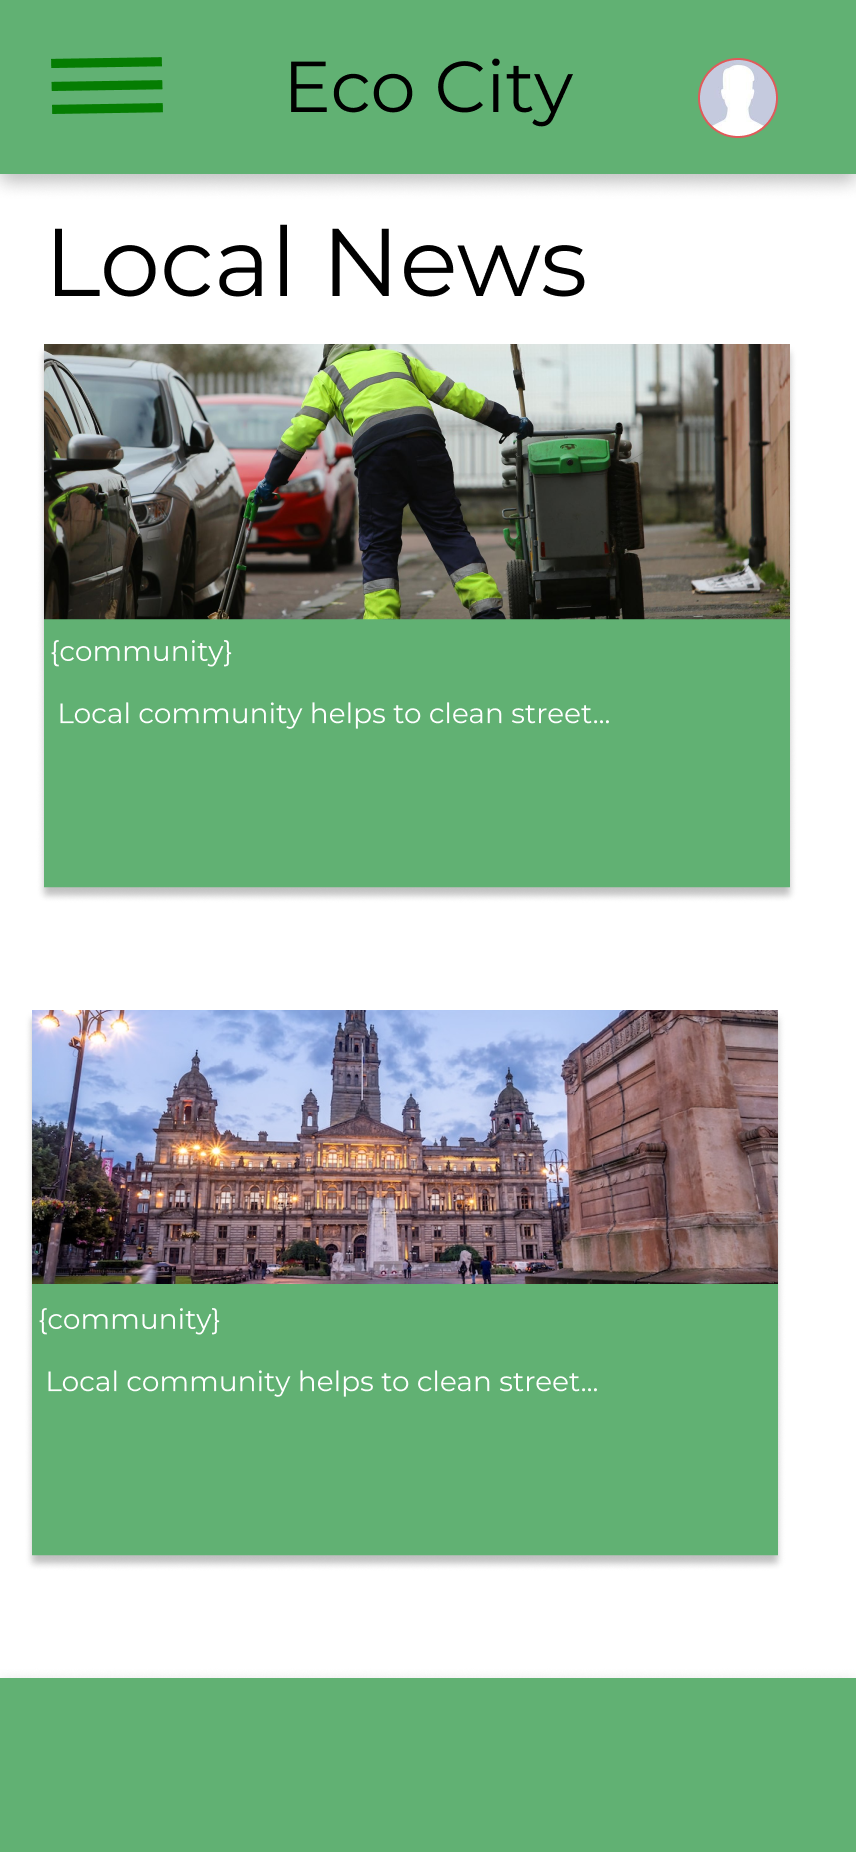 Eco City
Local News
{community}
Local community helps to clean street...
{community}
Local community helps to clean street...